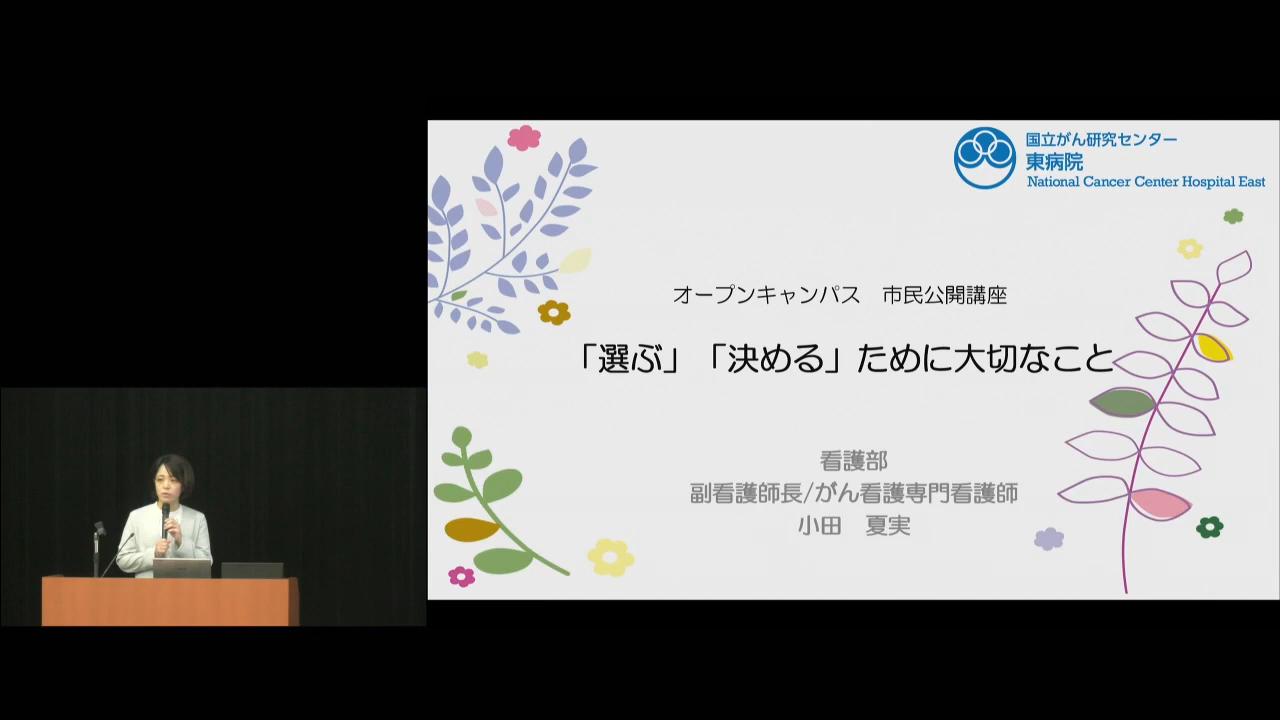 国立がん研究センター
東病院
National Cancer Center Hospital East
オープンキャンパス　市民公開講座
「選ぶ」「決める」ために大切なこと
看護部
副看護師長/がん看護専門看護師
小田　夏実